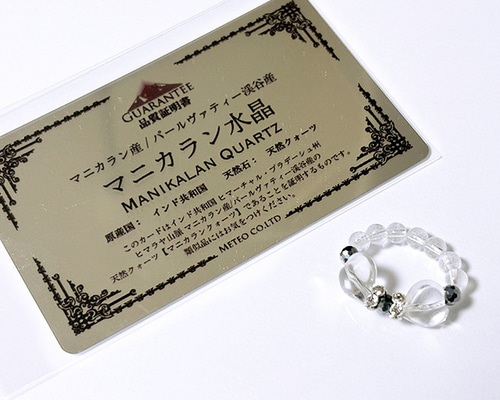 GUARANTEE
品質証明書
マニカラン産/パールヴァティー渓谷産
マニカラン水晶
MANIKALAN QUARTZ
原産国： インド共和国 天然石： 天然クォーツ
このカードはインド共和国 ヒマーチャル・プラデーシュ州
ヒマラヤ山脈 マニカラン産/パールヴァティー渓谷産の
天然クォーツ【マニカランクォーツ】であることを証明するものです。
類似品にはお気をつけください。
METEO CO.LTD